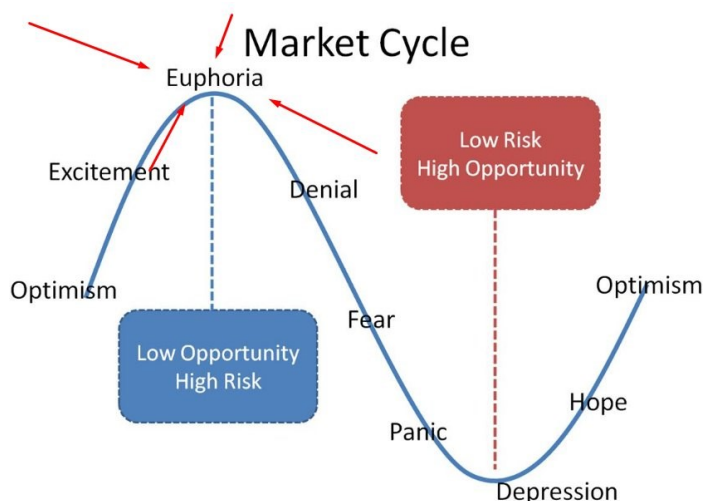 Market Cycle
Euphoria
Excitement
Denial
Low Risk
High Opportunity
Optimism
Optimism
Low Opportunity
High Risk
Fear
Panic
Hope
Depression